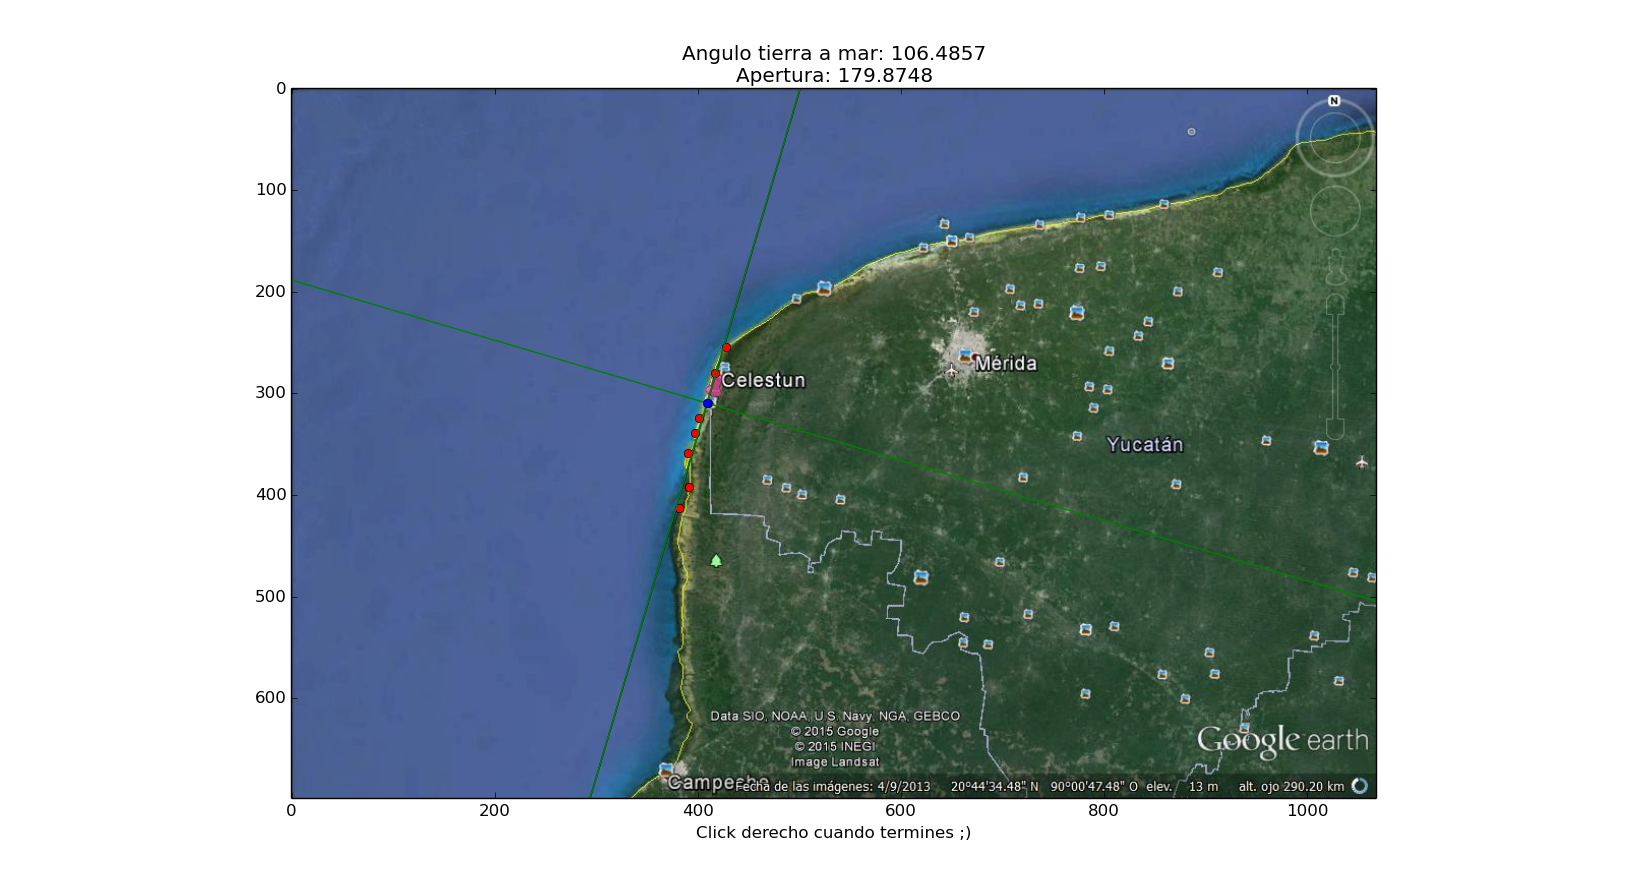 Angulo tierra a mar: 106.4857
Apertura: 179.8748
0
100
200
300
400
500
600
N
Celestun
Mérida
Yucatán
Data SIO, NOAA, U.S. Navy, NGA, GEBCO
© 2015 Google
© 2015 INEGI
Image Landsat
Google earth
Campeche
Fecha de las imágenes: 4/9/2013 20°44'34.48" N 90°00'47.48" O elev. 13 m alt. ojo 290.20 km
0 200 400 600 800 1000
Click derecho cuando termines ;)